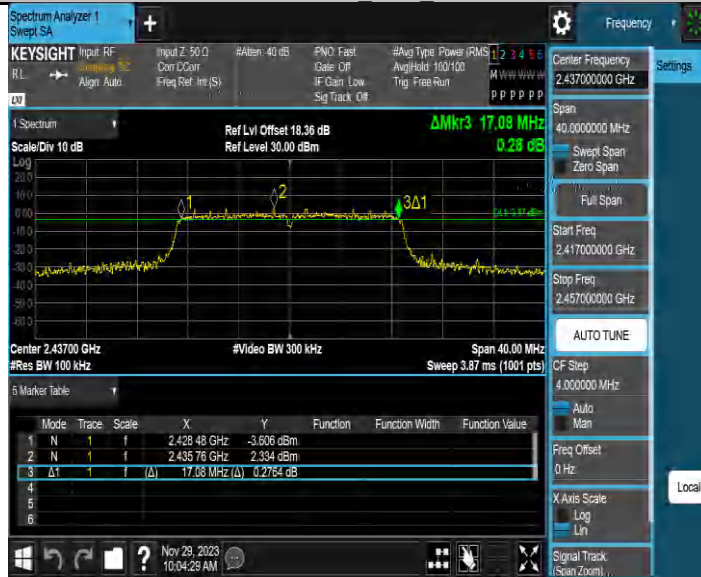 Spectrum Analyzer 1
Swept SA
+
Frequency
KEYSIGHT Input: RF
Input Z: 50 Ω
#Atten: 40 dB
PNO: Fast
#Avg Type: Power (RMS
1 2 3 4 5 6
RL
Align: Auto
Corr CCorr
Freq Ref: Int (S)
Gate: Off
IF Gain: Low
Sig Track: Off
Avg|Hold: 100/100
Trig: Free Run
M W W W W W
P P P P P P
LXI
1 Spectrum
Scale/Div 10 dB
Ref Lvl Offset 18.36 dB
Ref Level 30.00 dBm
ΔMkr3 17.08 MHz
0.28 dB
Log
20.0
10.0
0.00
-10.0
-20.0
-30.0
-40.0
-50.0
-60.0
1
2
3Δ1
Center 2.43700 GHz
#Video BW 300 kHz
Span 40.00 MHz
#Res BW 100 kHz
Sweep 3.87 ms (1001 pts)
5 Marker Table
Mode Trace Scale X Y Function Function Width Function Value
1 N 1 f 2.428 48 GHz -3.606 dBm
2 N 1 f 2.435 76 GHz 2.334 dBm
3 Δ1 1 f (Δ) 17.08 MHz (Δ) 0.2764 dB
4
5
6
?
Nov 29, 2023
10:04:29 AM
Center Frequency
2.437000000 GHz
Settings
Span
40.0000000 MHz
Swept Span
Zero Span
Full Span
Start Freq
2.417000000 GHz
Stop Freq
2.457000000 GHz
AUTO TUNE
CF Step
4.000000 MHz
Auto
Man
Freq Offset
0 Hz
Local
X Axis Scale
Log
Lin
Signal Track
(Span Zoom)